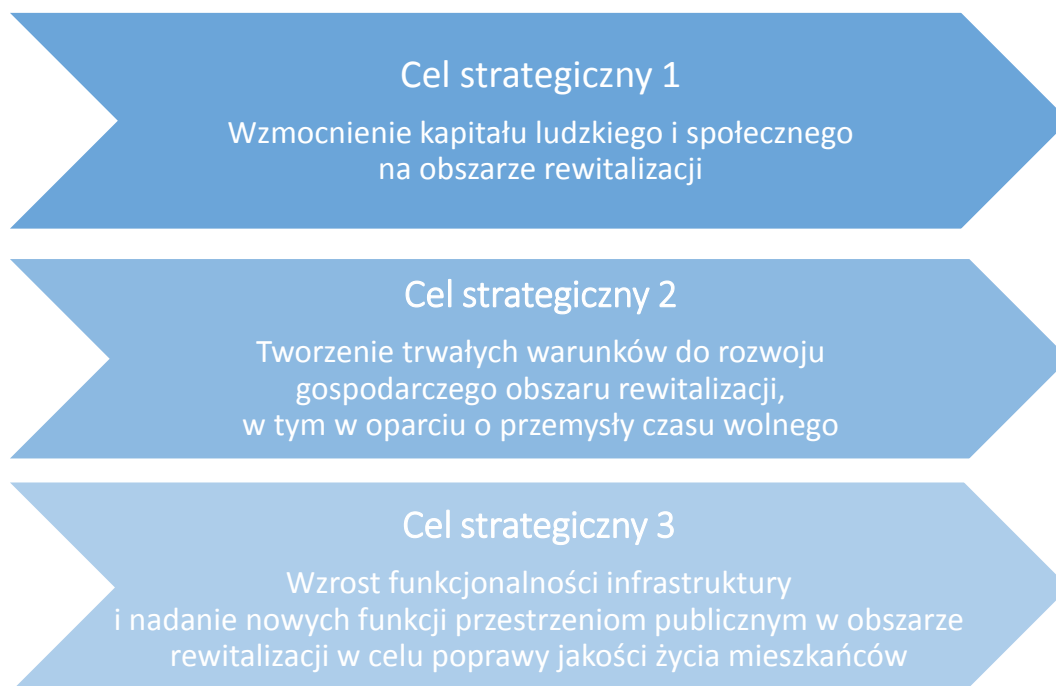 Cel strategiczny 1
Wzmocnienie kapitału ludzkiego i społecznego
na obszarze rewitalizacji
Cel strategiczny 2
Tworzenie trwałych warunków do rozwoju
gospodarczego obszaru rewitalizacji,
w tym w oparciu o przemysły czasu wolnego
Cel strategiczny 3
Wzrost funkcjonalności infrastruktury
i nadanie nowych funkcji przestrzeniom publicznym w obszarze
rewitalizacji w celu poprawy jakości życia mieszkańców